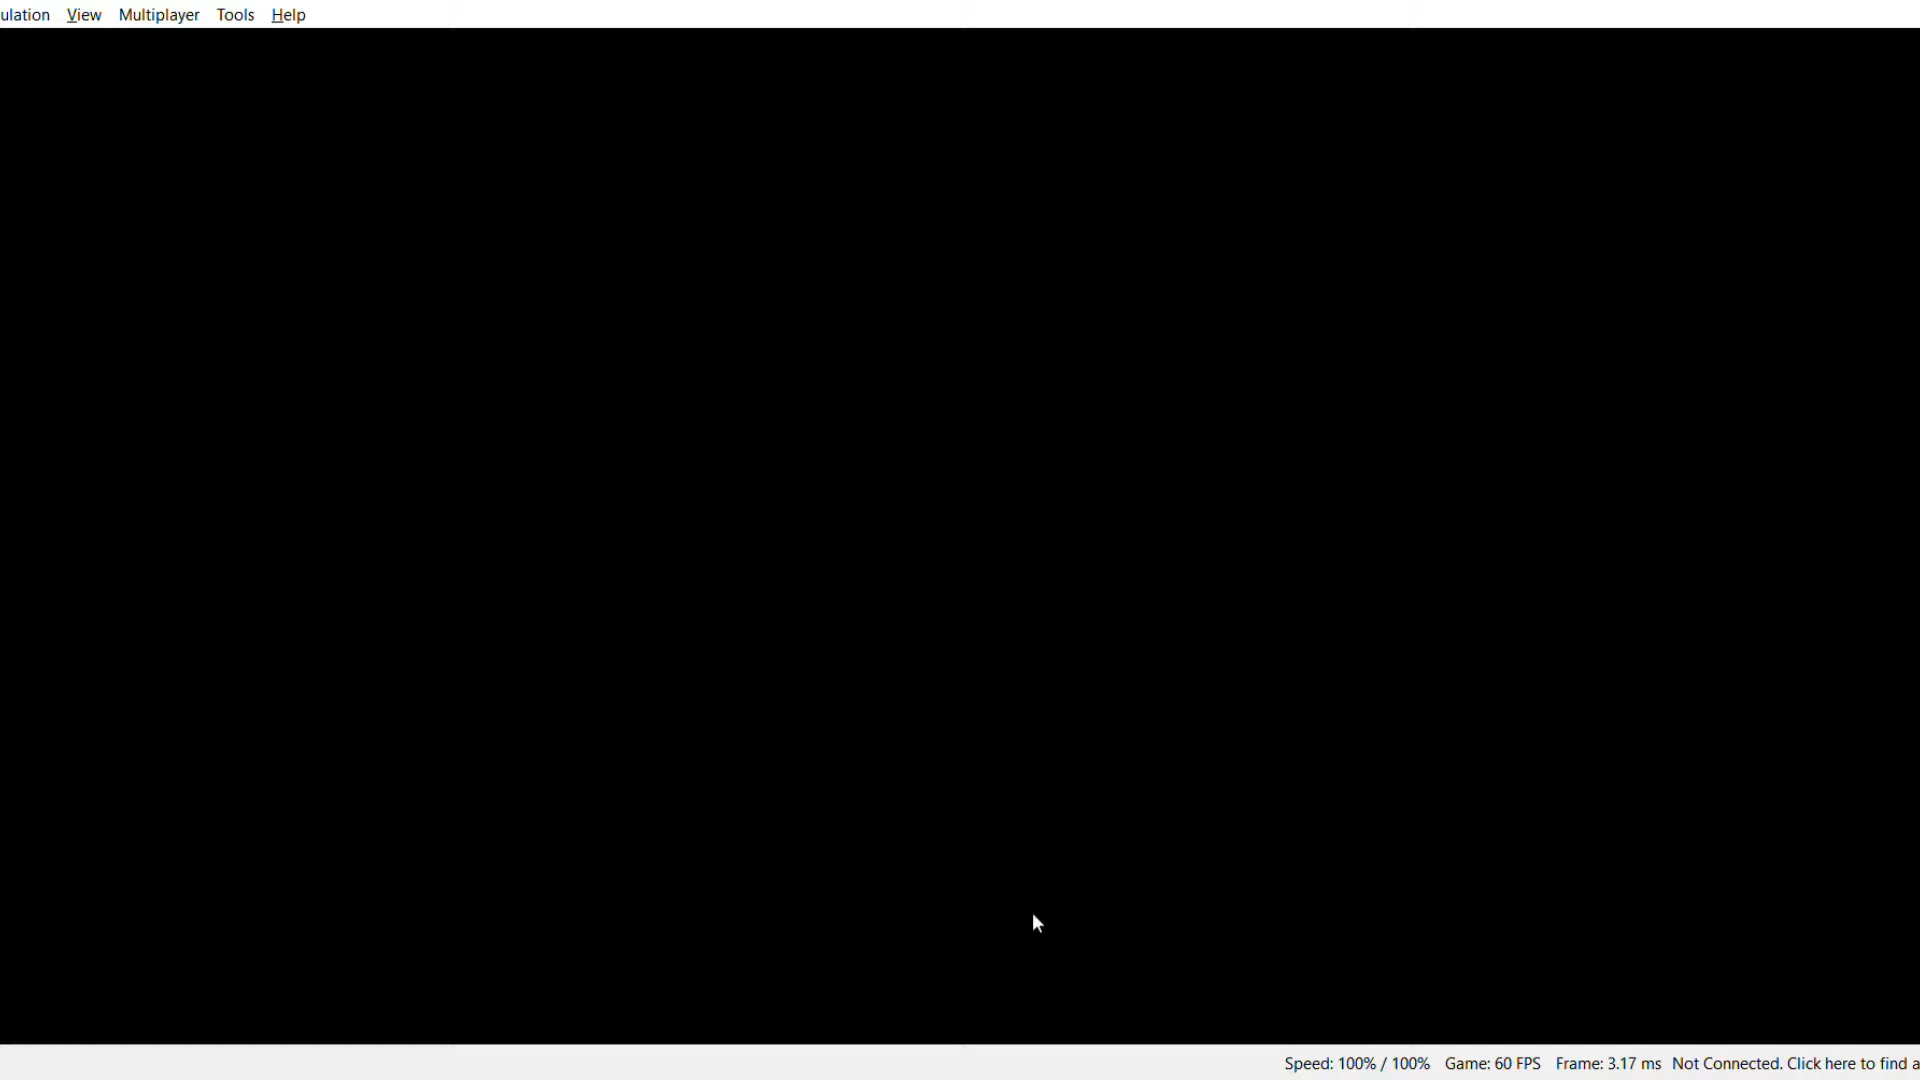 ulation View Multiplayer Tools Help
Speed: 100% / 100% Game: 60 FPS Frame: 3.17 ms Not Connected. Click here to find a